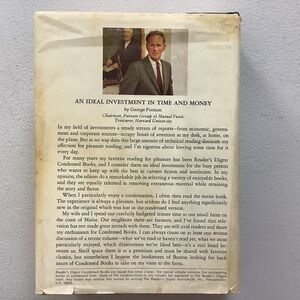 AN IDEAL INVESTMENT IN TIME AND MONEY
by George Putnam
Chairman, Putnam Group of Mutual Funds
Treasurer, Harvard University
In my field of investments a steady stream of reports—from economic, government
and corporate sources—occupy hours of attention at my desk, at home, on
the plane. But in no way does this large amount of technical reading diminish my
affection for pleasant reading, and I'm rigorous about leaving some time for it
every day.
For many years my favorite reading for pleasure has been Reader's Digest
Condensed Books, and I consider them an ideal investment for the busy person
who wants to keep up with the best in current fiction and nonfiction. In my
opinion, the editors do a remarkable job in selecting a variety of enjoyable books,
and they are equally talented in removing extraneous material while retaining
the story and flavor.
When I particularly enjoy a condensation, I often then read the entire book.
The experience is always a pleasure, but seldom do I find anything significantly
new in the original which was lost in the condensed version.
My wife and I spend our carefully hedged leisure time at our small farm on
the coast of Maine. Our neighbors there are farmers, and I've found that television
has not made great inroads with them. They are still avid readers and share
my enthusiasm for Condensed Books. I can always count on at least one serious
discussion of a recent volume—what we've read or haven't read yet, what we most
particularly enjoyed, which illustrations we've liked best—it's a real bond between
us. Shelf space there is at a premium and must be shared with favorite
classics, but nonetheless I hope the bookstores of Boston looking for back
issues of Condensed Books to take on my visit to the farm.